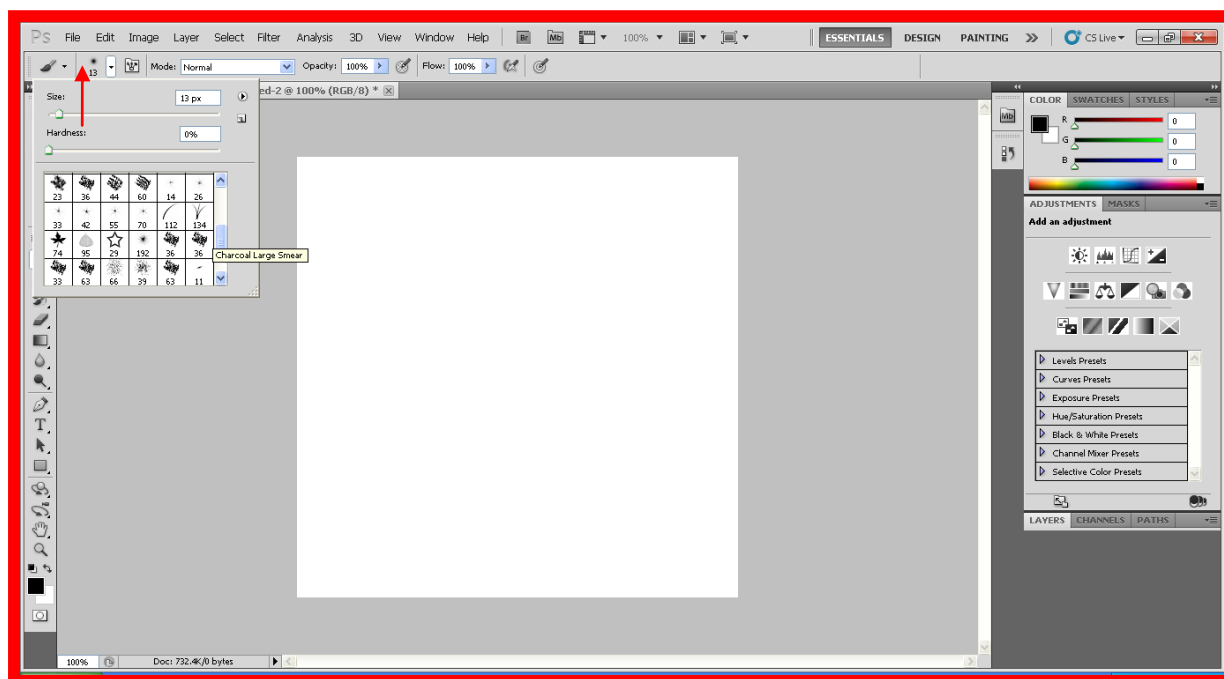 Ps File Edit Image Layer Select Filter Analysis 3D View Window Help Br Mb 100% ESSENTIALS DESIGN PAINTING >> CS Live
13 Mode: Normal Opacity: 100% Flow: 100%
ed-2 @ 100% (RGB/8) *
Size: 13 px
Hardness: 0%
23 36 44 60 14 26
33 42 55 70 112 134
74 95 29 192 36 36
33 63 66 39 63 11
Charcoal Large Smear
T
100% Doc: 732.4K/0 bytes
Mb
COLOR SWATCHES STYLES
R 0
G 0
B 0
ADJUSTMENTS MASKS
Add an adjustment
Levels Presets
Curves Presets
Exposure Presets
Hue/Saturation Presets
Black & White Presets
Channel Mixer Presets
Selective Color Presets
LAYERS CHANNELS PATHS